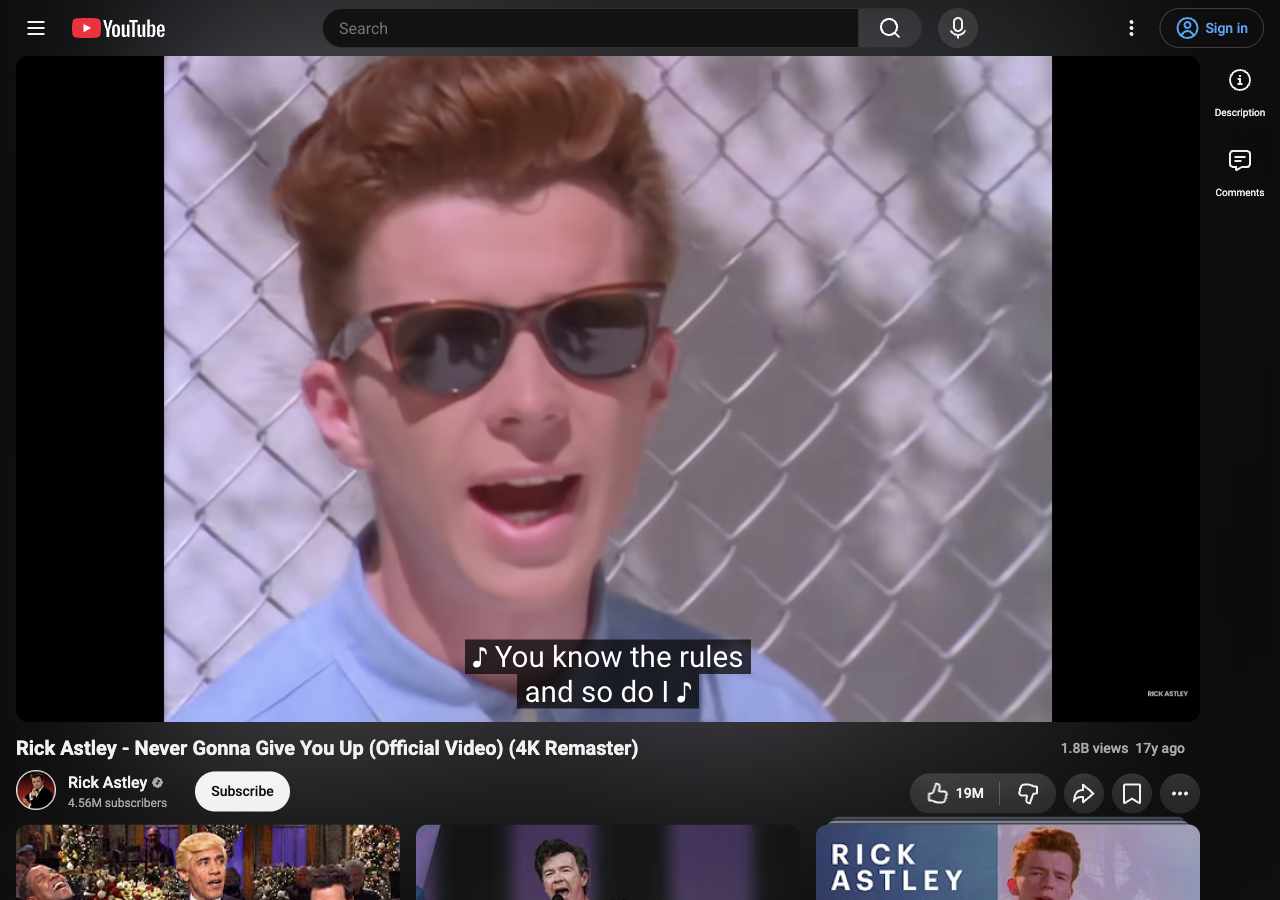 YouTube
Search
Sign in
Description
Comments
♪ You know the rules
and so do I ♪
RICK ASTLEY
Rick Astley - Never Gonna Give You Up (Official Video) (4K Remaster)
1.8B views 17y ago
Rick Astley
4.56M subscribers
Subscribe
19M
RICK
ASTLEY